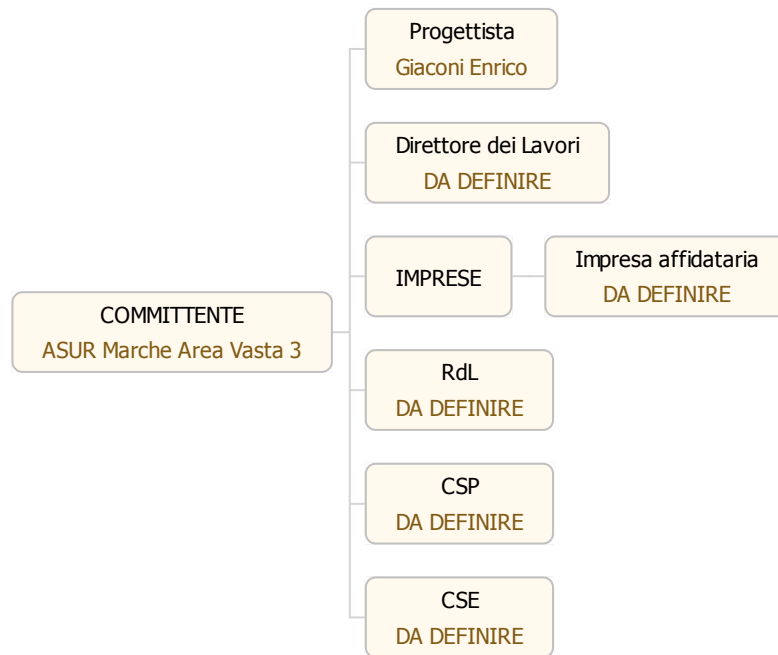 Progettista
Giaconi Enrico
Direttore dei Lavori
DA DEFINIRE
IMPRESE
Impresa affidataria
DA DEFINIRE
COMMITTENTE
ASUR Marche Area Vasta 3
RdL
DA DEFINIRE
CSP
DA DEFINIRE
CSE
DA DEFINIRE